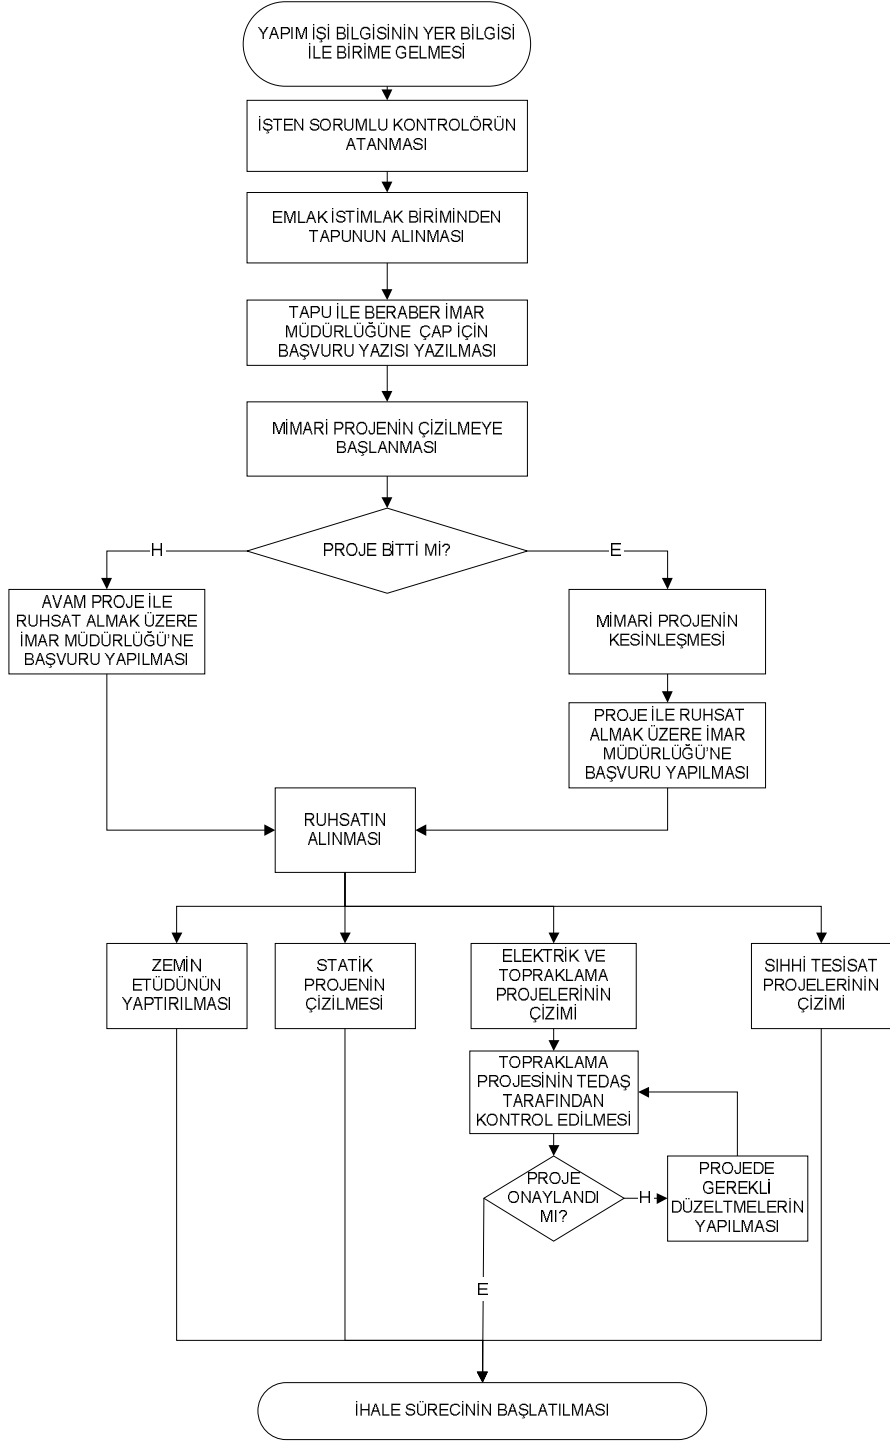 YAPIM İŞİ BİLGİSİNİN YER BİLGİSİ
İLE BİRİME GELMESİ
İŞTEN SORUMLU KONTROLÖRÜN
ATANMASI
EMLAK İSTİMLAK BİRİMİNDEN
TAPUNUN ALINMASI
TAPU İLE BERABER İMAR
MÜDÜRLÜĞÜNE ÇAP İÇİN
BAŞVURU YAZISI YAZILMASI
MİMARİ PROJENİN ÇİZİLMEYE
BAŞLANMASI
PROJE BİTTİ Mİ?
H
E
AVAM PROJE İLE
RUHSAT ALMAK ÜZERE
İMAR MÜDÜRLÜĞÜ'NE
BAŞVURU YAPILMASI
MİMARİ PROJENİN
KESİNLEŞMESİ
PROJE İLE RUHSAT
ALMAK ÜZERE İMAR
MÜDÜRLÜĞÜ'NE
BAŞVURU YAPILMASI
RUHSATIN
ALINMASI
ZEMİN
ETÜDÜNÜN
YAPTIRILMASI
STATİK
PROJENİN
ÇİZİLMESİ
ELEKTRİK VE
TOPRAKLAMA
PROJELERİNİN
ÇİZİMİ
SIHHİ TESİSAT
PROJELERİNİN
ÇİZİMİ
TOPRAKLAMA
PROJESİNİN TEDAŞ
TARAFINDAN
KONTROL EDİLMESİ
PROJE
ONAYLANDI
MI?
H
PROJEDE
GEREKLİ
DÜZELTMELERİN
YAPILMASI
E
İHALE SÜRECİNİN BAŞLATILMASI